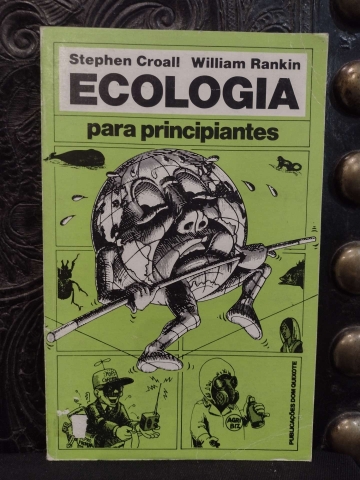 Stephen Croall William Rankin
ECOLOGIA
para principiantes
PUBLICAÇÕES DOM QUIXOTE